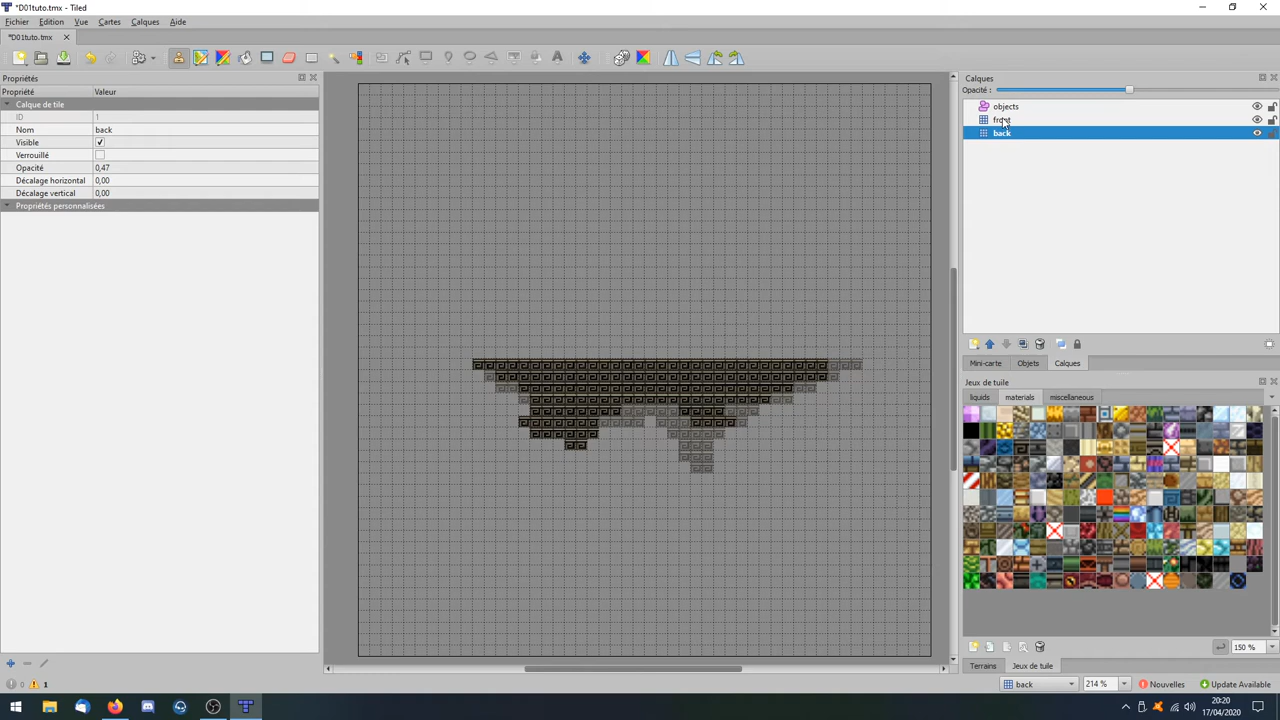 *D01tuto.tmx - Tiled
Fichier Edition Vue Cartes Calques Aide
*D01tuto.tmx
Propriétés
Propriété Valeur
Calque de tile
ID 1
Nom back
Visible
Verrouillé
Opacité 0,47
Décalage horizontal 0,00
Décalage vertical 0,00
Propriétés personnalisées
Calques
Opacité :
objects
front
back
Mini-carte Objets Calques
Jeux de tuile
liquids materials miscellaneous
150 %
Terrains Jeux de tuile
0 1 back 214 % Nouvelles Update Available
20:20
17/04/2020